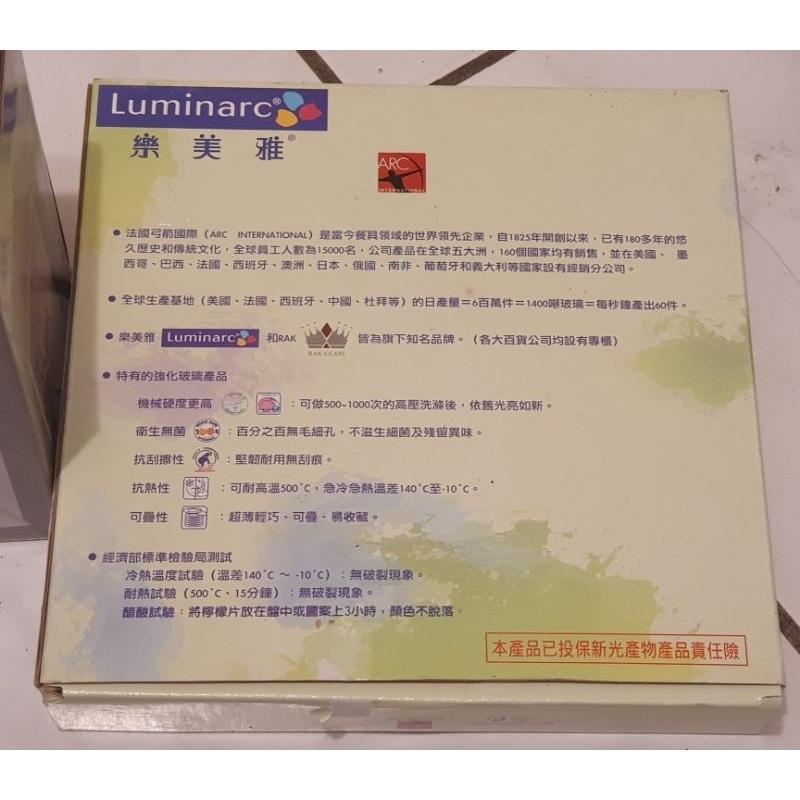 Luminarc®
樂美雅®
ARC
INTERNATIONAL
● 法國弓箭國際（ARC INTERNATIONAL）是當今餐具領域的世界領先企業，自1825年開創以來，已有180多年的悠
久歷史和傳統文化，全球員工人數為15000名，公司產品在全球五大洲，160個國家均有銷售，並在美國、墨
西哥、巴西、法國、西班牙、澳洲、日本、俄國、南非、葡萄牙和義大利等國家設有經銷分公司。
● 全球生產基地（美國、法國、西班牙、中國、杜拜等）的日產量=6百萬件=1400噸玻璃=每秒鐘產出60件。
● 樂美雅 Luminarc 和RAK RAK GLASS 皆為旗下知名品牌。（各大百貨公司均設有專櫃）
● 特有的強化玻璃產品
機械硬度更高：可做500~1000次的高壓洗滌後，依舊光亮如新。
衛生無菌：百分之百無毛細孔，不滋生細菌及殘留異味。
抗刮擦性：堅韌耐用無刮痕。
抗熱性：可耐高溫500˚C，急冷急熱溫差140˚C至-10˚C。
可疊性：超薄輕巧、可疊、易收藏。
● 經濟部標準檢驗局測試
冷熱溫度試驗（溫差140˚C ～ -10˚C）：無破裂現象。
耐熱試驗（500˚C、15分鐘）：無破裂現象。
醋酸試驗：將檸檬片放在盤中或圖案上3小時，顏色不脫落。
本產品已投保新光產物產品責任險